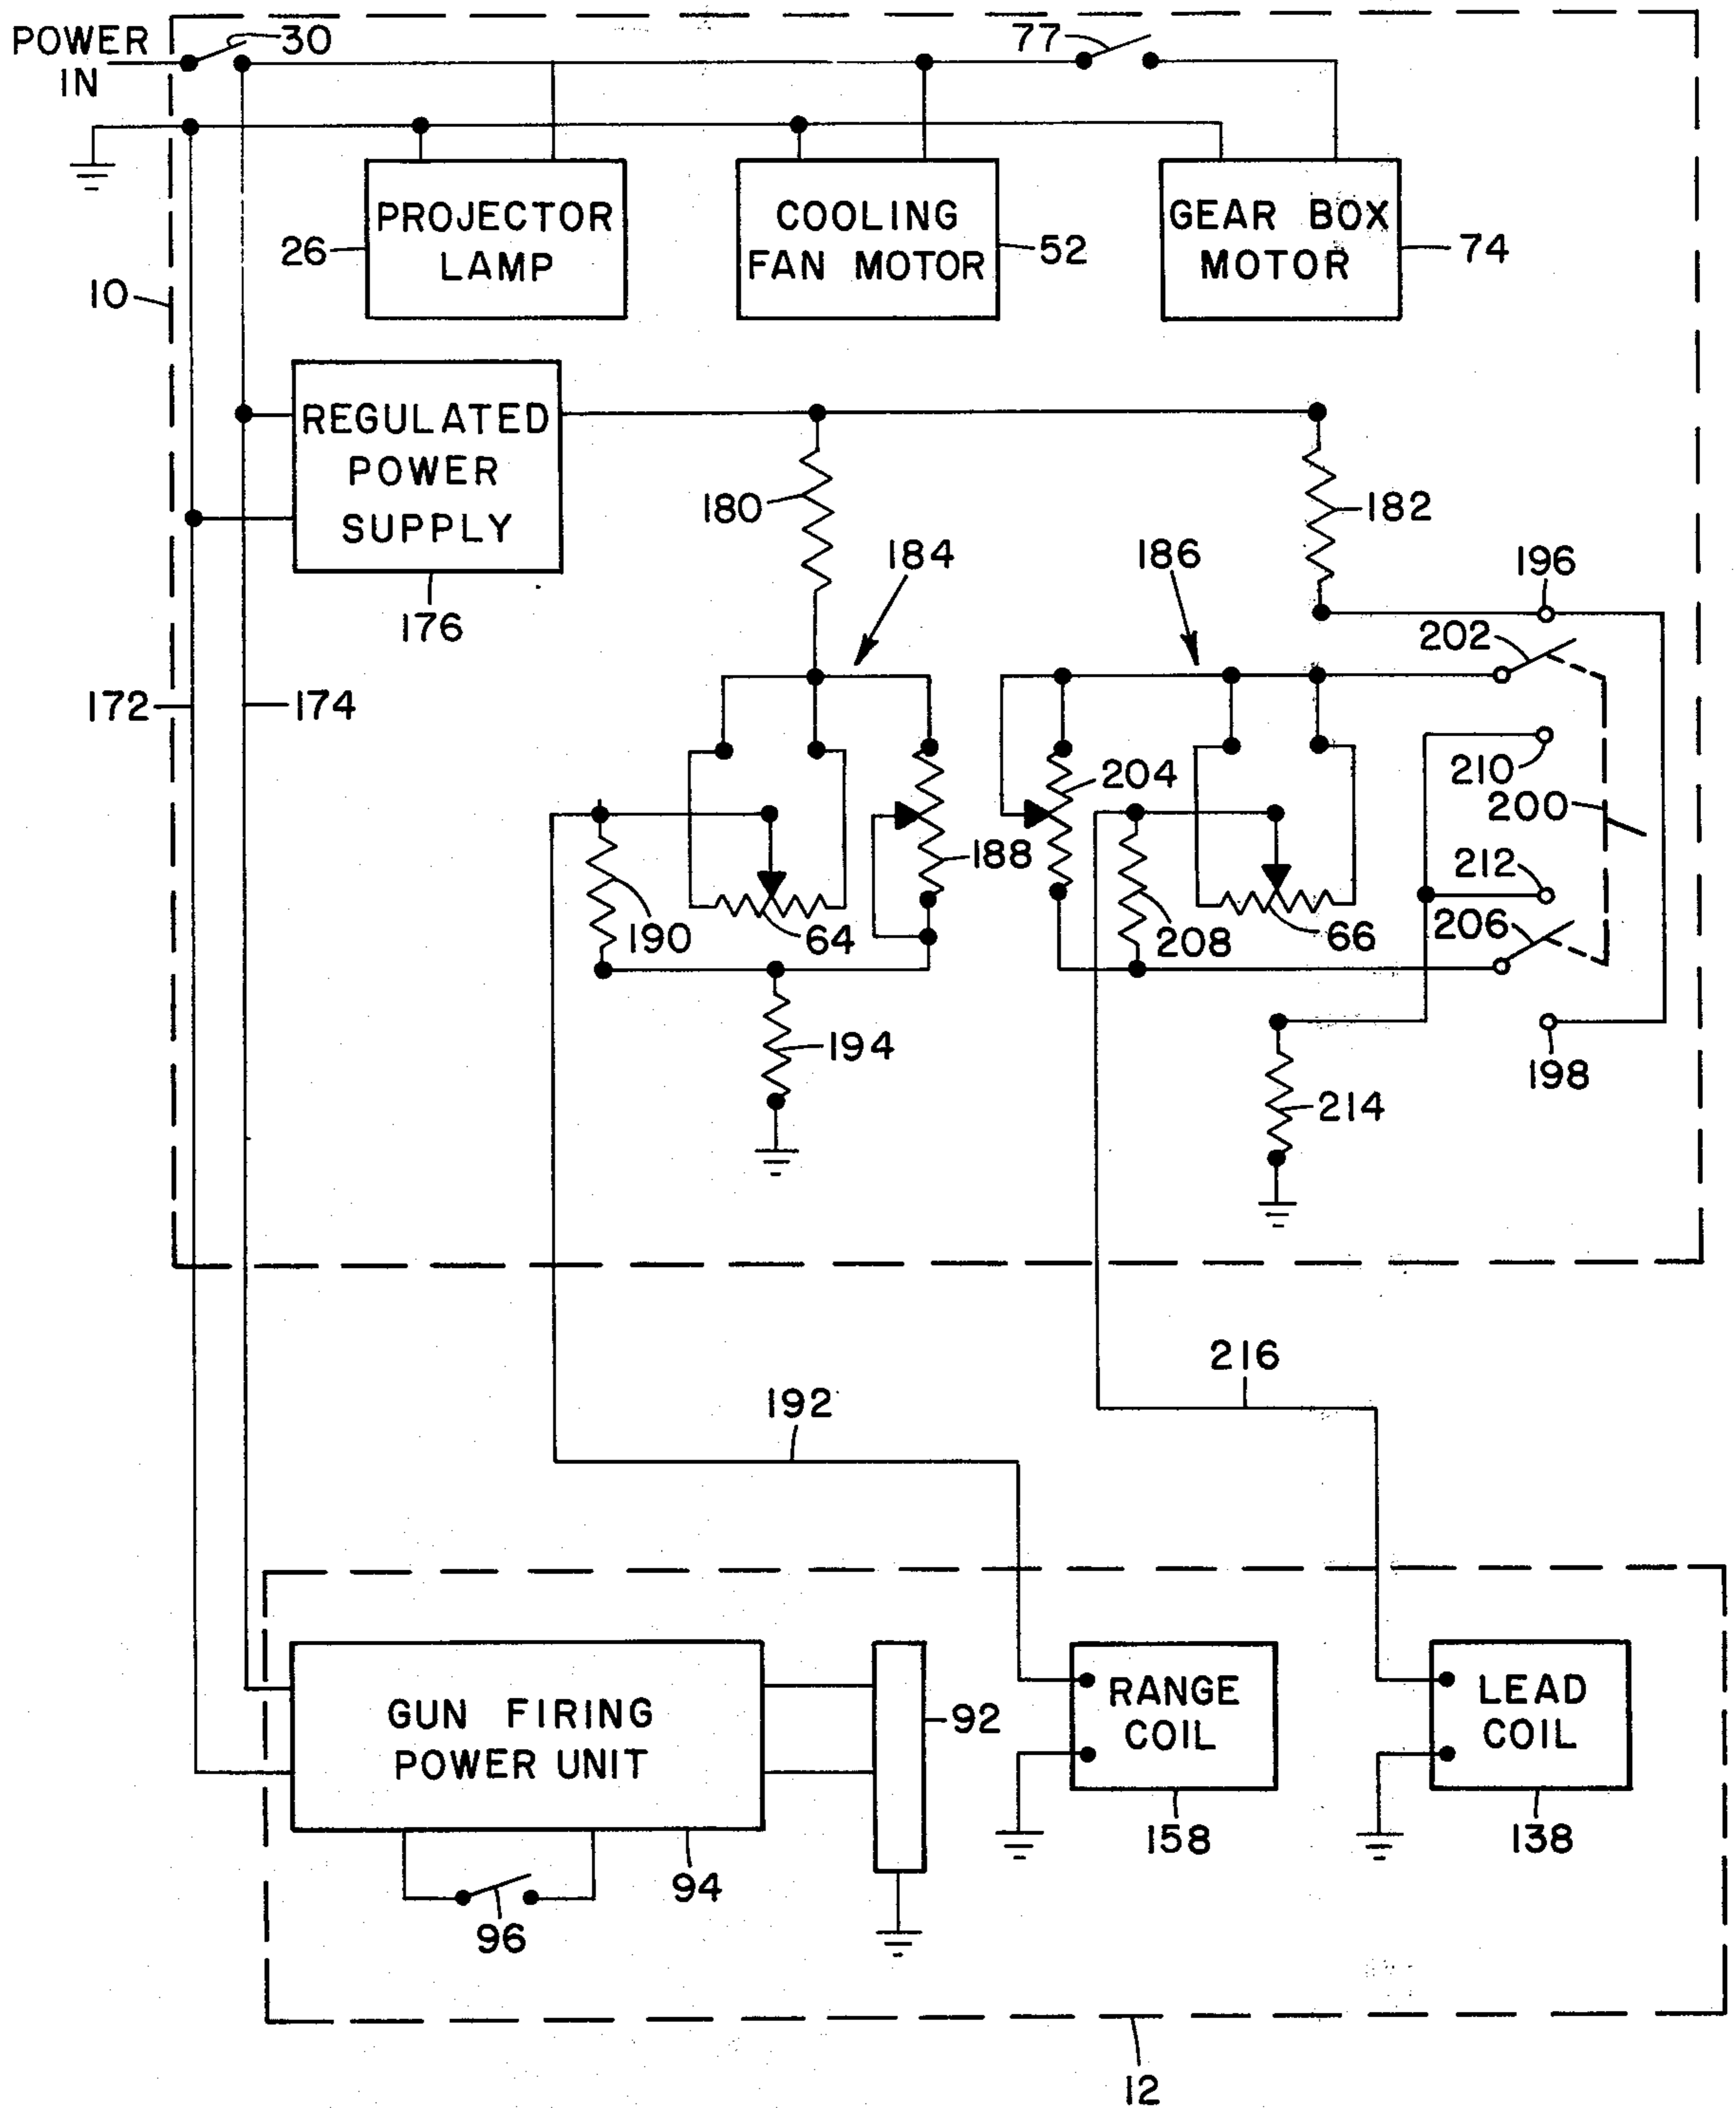 POWER
IN
30
77
PROJECTOR
LAMP
26
COOLING
FAN MOTOR
52
GEAR BOX
MOTOR
74
10
REGULATED
POWER
SUPPLY
176
180
182
184
186
196
202
172
174
210
200
204
188
212
190
64
208
66
206
194
198
214
216
192
GUN FIRING
POWER UNIT
92
RANGE
COIL
LEAD
COIL
158
138
94
96
12